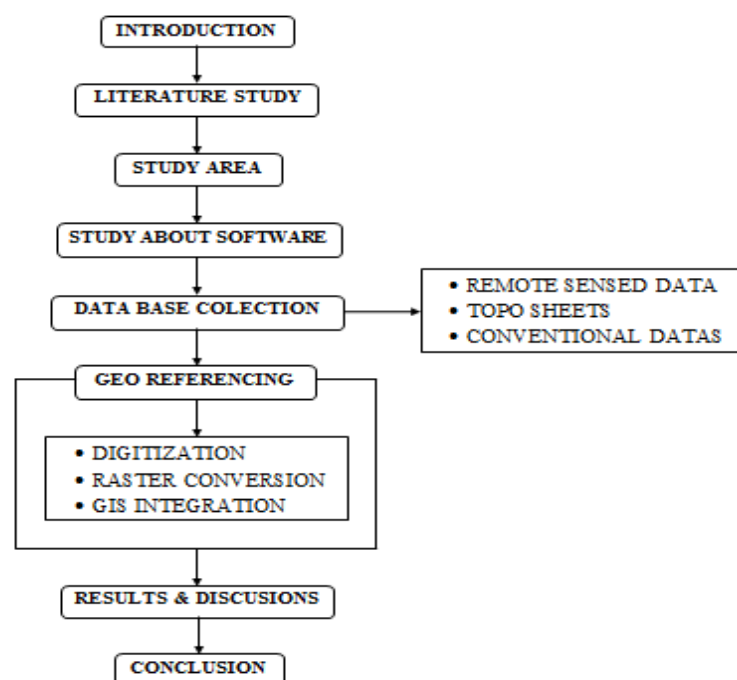 INTRODUCTION
LITERATURE STUDY
STUDY AREA
STUDY ABOUT SOFTWARE
DATA BASE COLECTION
• REMOTE SENSED DATA
• TOPO SHEETS
• CONVENTIONAL DATAS
GEO REFERENCING
• DIGITIZATION
• RASTER CONVERSION
• GIS INTEGRATION
RESULTS & DISCUSIONS
CONCLUSION